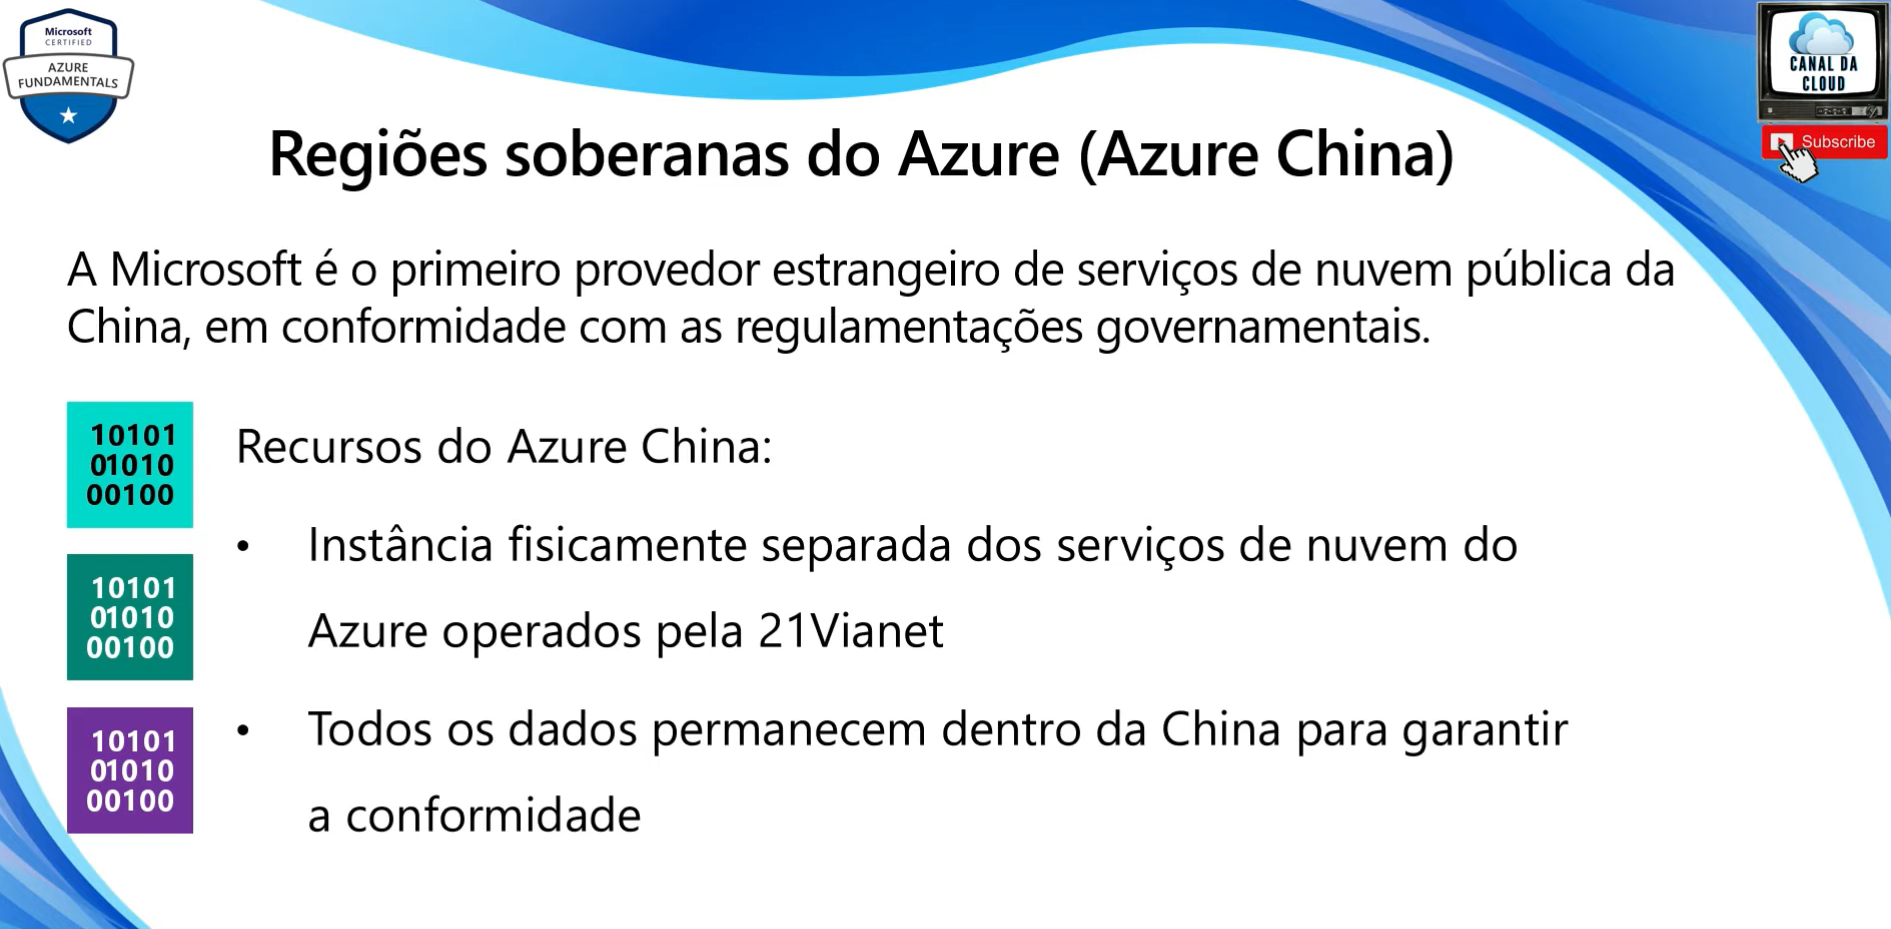 Microsoft
CERTIFIED
AZURE
FUNDAMENTALS
CANAL DA
CLOUD
Subscribe
Regiões soberanas do Azure (Azure China)
A Microsoft é o primeiro provedor estrangeiro de serviços de nuvem pública da
China, em conformidade com as regulamentações governamentais.
10101
01010
00100
Recursos do Azure China:
10101
01010
00100
• Instância fisicamente separada dos serviços de nuvem do
Azure operados pela 21Vianet
10101
01010
00100
• Todos os dados permanecem dentro da China para garantir
a conformidade